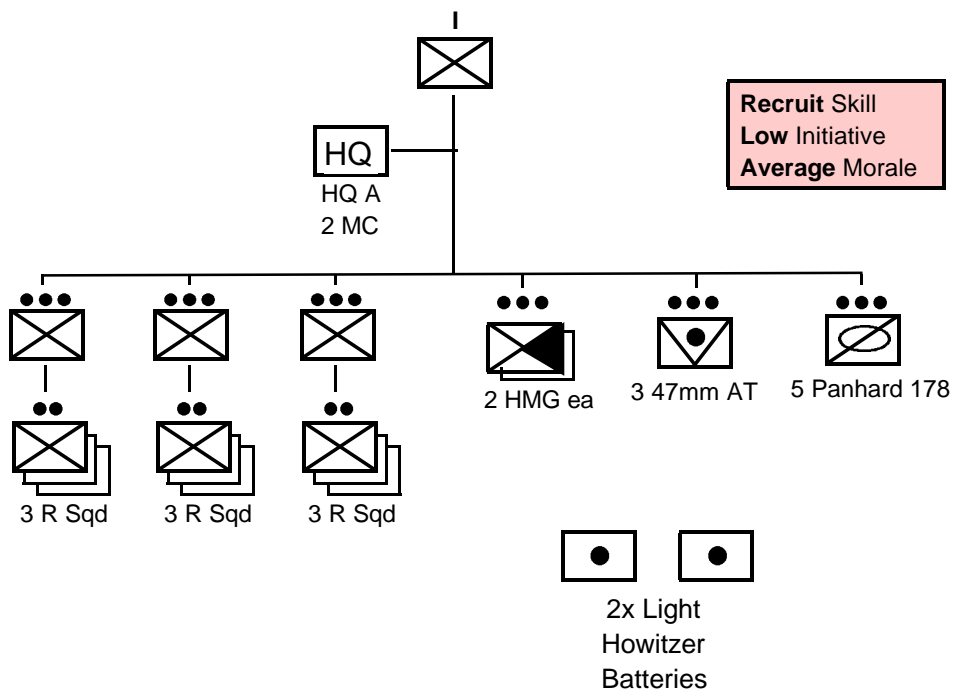 I
HQ
HQ A
2 MC
Recruit Skill
Low Initiative
Average Morale
2 HMG ea
3 47mm AT
5 Panhard 178
3 R Sqd
3 R Sqd
3 R Sqd
2x Light
Howitzer
Batteries